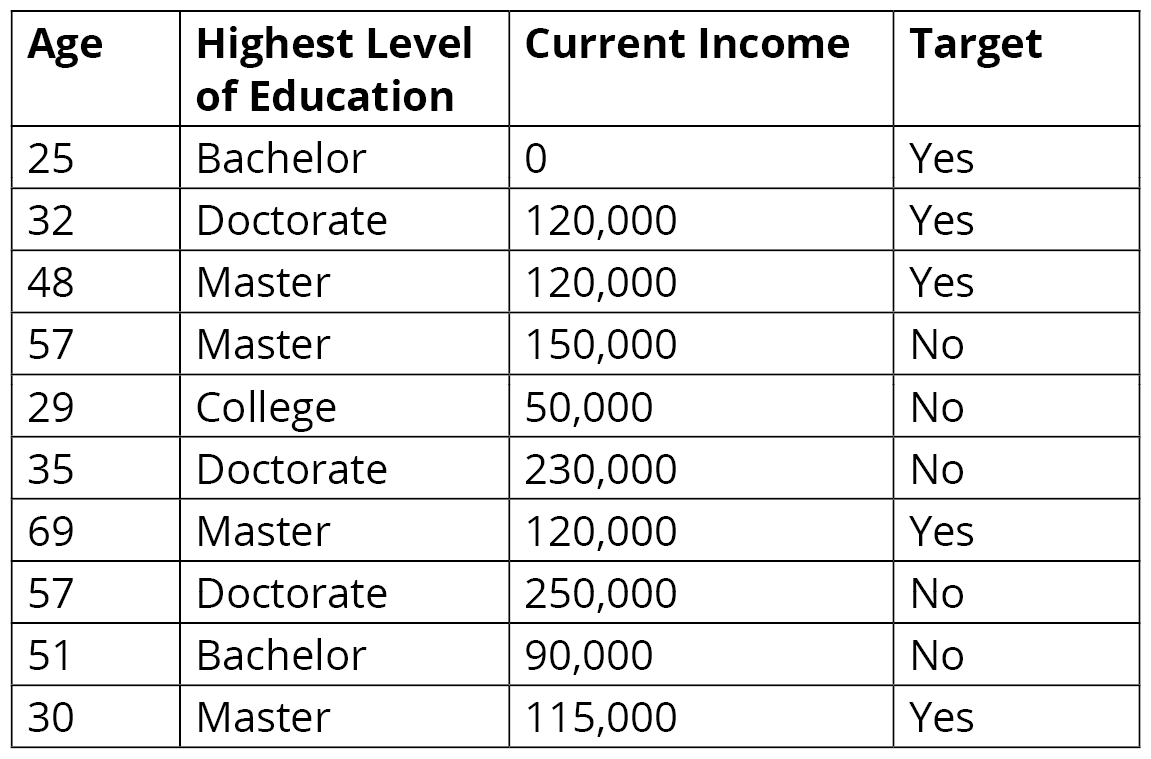 Age Highest Level of Education Current Income Target
25 Bachelor 0 Yes
32 Doctorate 120,000 Yes
48 Master 120,000 Yes
57 Master 150,000 No
29 College 50,000 No
35 Doctorate 230,000 No
69 Master 120,000 Yes
57 Doctorate 250,000 No
51 Bachelor 90,000 No
30 Master 115,000 Yes